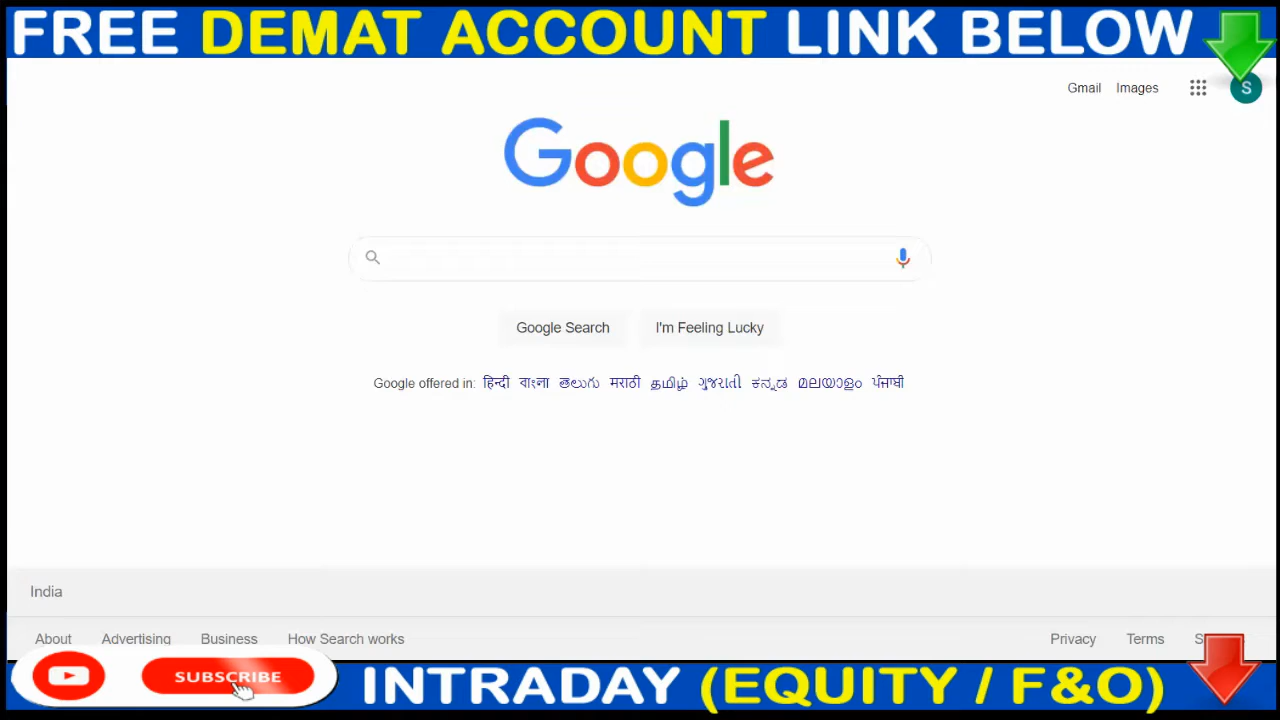 FREE DEMAT ACCOUNT LINK BELOW
Gmail Images
S
Google
Google Search I'm Feeling Lucky
Google offered in: हिन्दी বাংলা తెలుగు मराठी தமிழ் ગુજરાતી ಕನ್ನಡ മലയാളം ਪੰਜਾਬੀ
India
About Advertising Business How Search works Privacy Terms
SUBSCRIBE
INTRADAY (EQUITY / F&O)